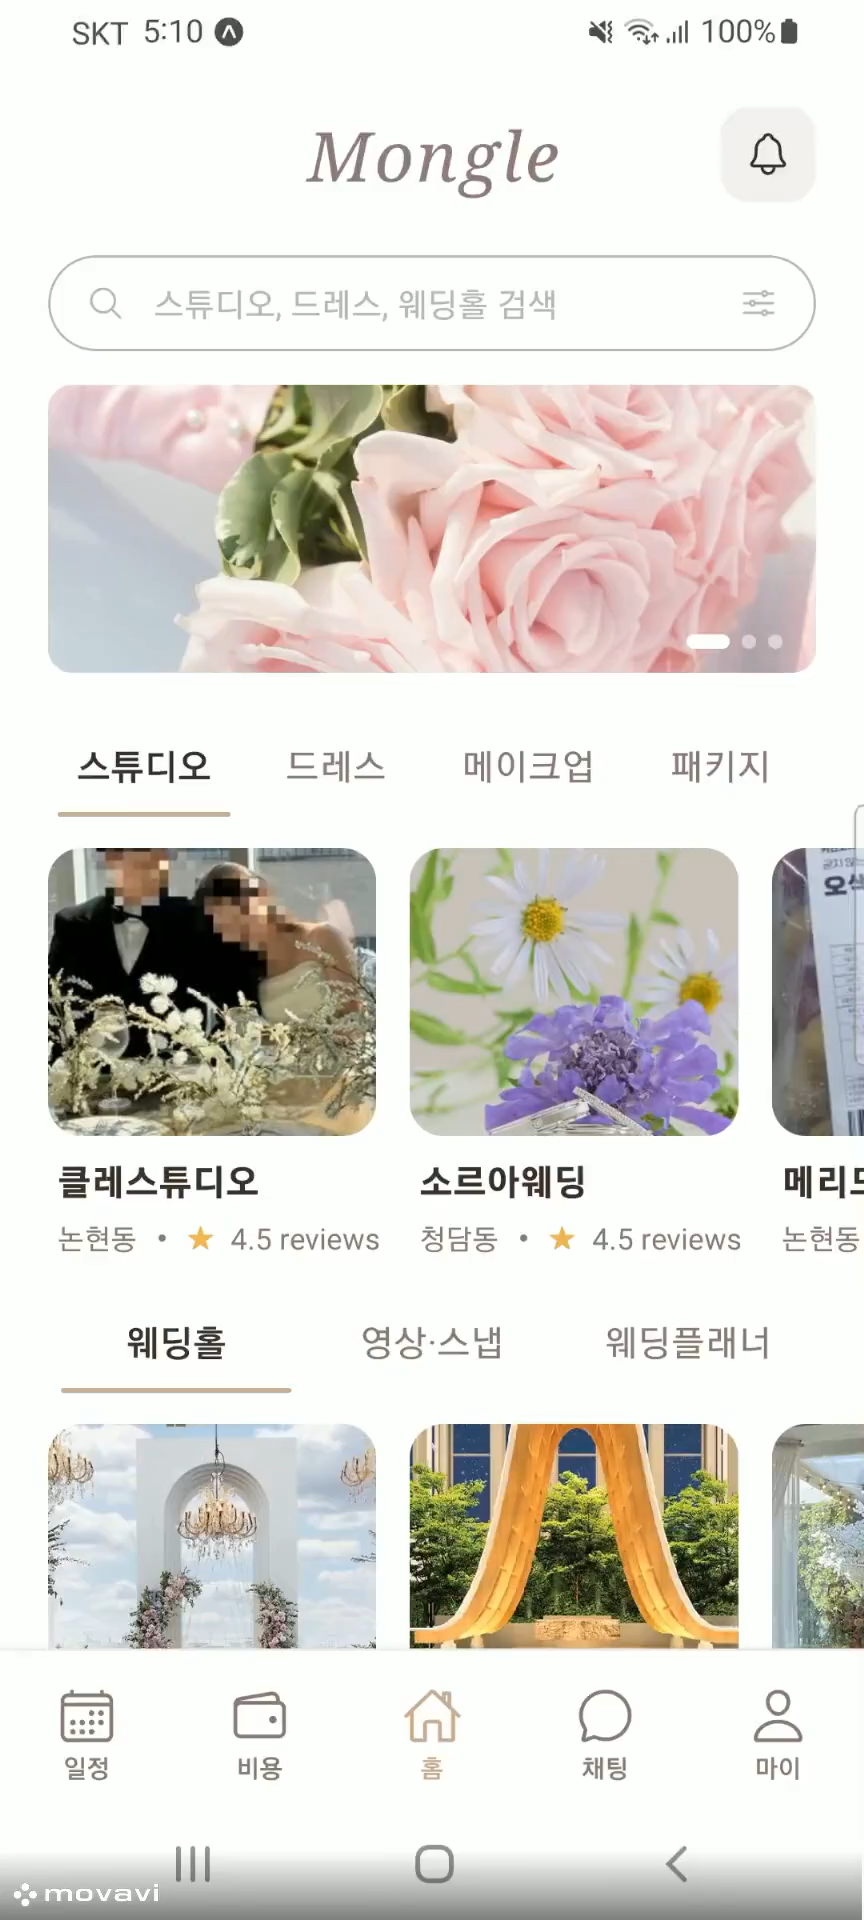 SKT 5:10
100%
Mongle
스튜디오, 드레스, 웨딩홀 검색
스튜디오 드레스 메이크업 패키지
클레스튜디오 소르아웨딩 메리
논현동 • ★ 4.5 reviews 청담동 • ★ 4.5 reviews 논현동
웨딩홀 영상·스냅 웨딩플래너
일정 비용 홈 채팅 마이
movavi